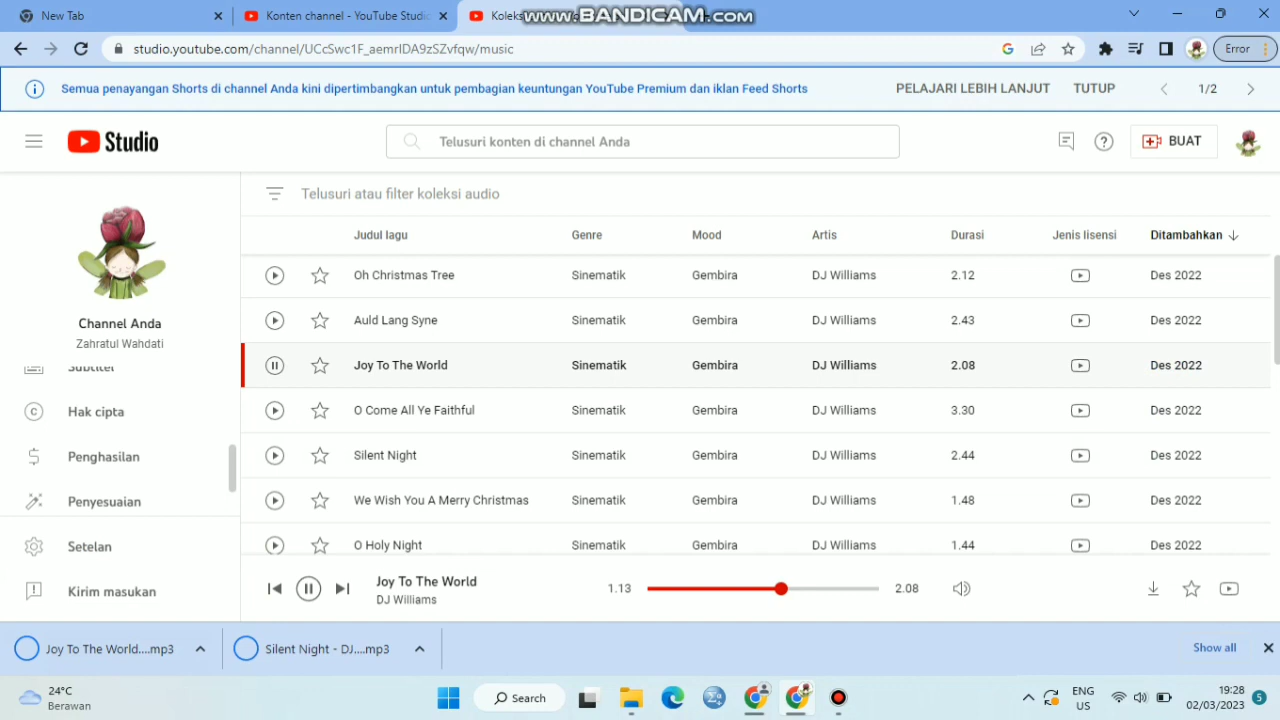 New Tab
Konten channel - YouTube Studio
Koleksi
www.BANDICAM.com
studio.youtube.com/channel/UCcSwc1F_aemrIDA9zSZvfqw/music
Error
Semua penayangan Shorts di channel Anda kini dipertimbangkan untuk pembagian keuntungan YouTube Premium dan iklan Feed Shorts
PELAJARI LEBIH LANJUT
TUTUP
1/2
Studio
Telusuri konten di channel Anda
BUAT
Channel Anda
Zahratul Wahdati
Subtitel
Hak cipta
Penghasilan
Penyesuaian
Setelan
Kirim masukan
Telusuri atau filter koleksi audio
Judul lagu Genre Mood Artis Durasi Jenis lisensi Ditambahkan
Oh Christmas Tree Sinematik Gembira DJ Williams 2.12 Des 2022
Auld Lang Syne Sinematik Gembira DJ Williams 2.43 Des 2022
Joy To The World Sinematik Gembira DJ Williams 2.08 Des 2022
O Come All Ye Faithful Sinematik Gembira DJ Williams 3.30 Des 2022
Silent Night Sinematik Gembira DJ Williams 2.44 Des 2022
We Wish You A Merry Christmas Sinematik Gembira DJ Williams 1.48 Des 2022
O Holy Night Sinematik Gembira DJ Williams 1.44 Des 2022
Joy To The World
DJ Williams
1.13
2.08
Joy To The World....mp3
Silent Night - DJ....mp3
Show all
24°C
Berawan
Search
ENG
US
19:28
02/03/2023
5